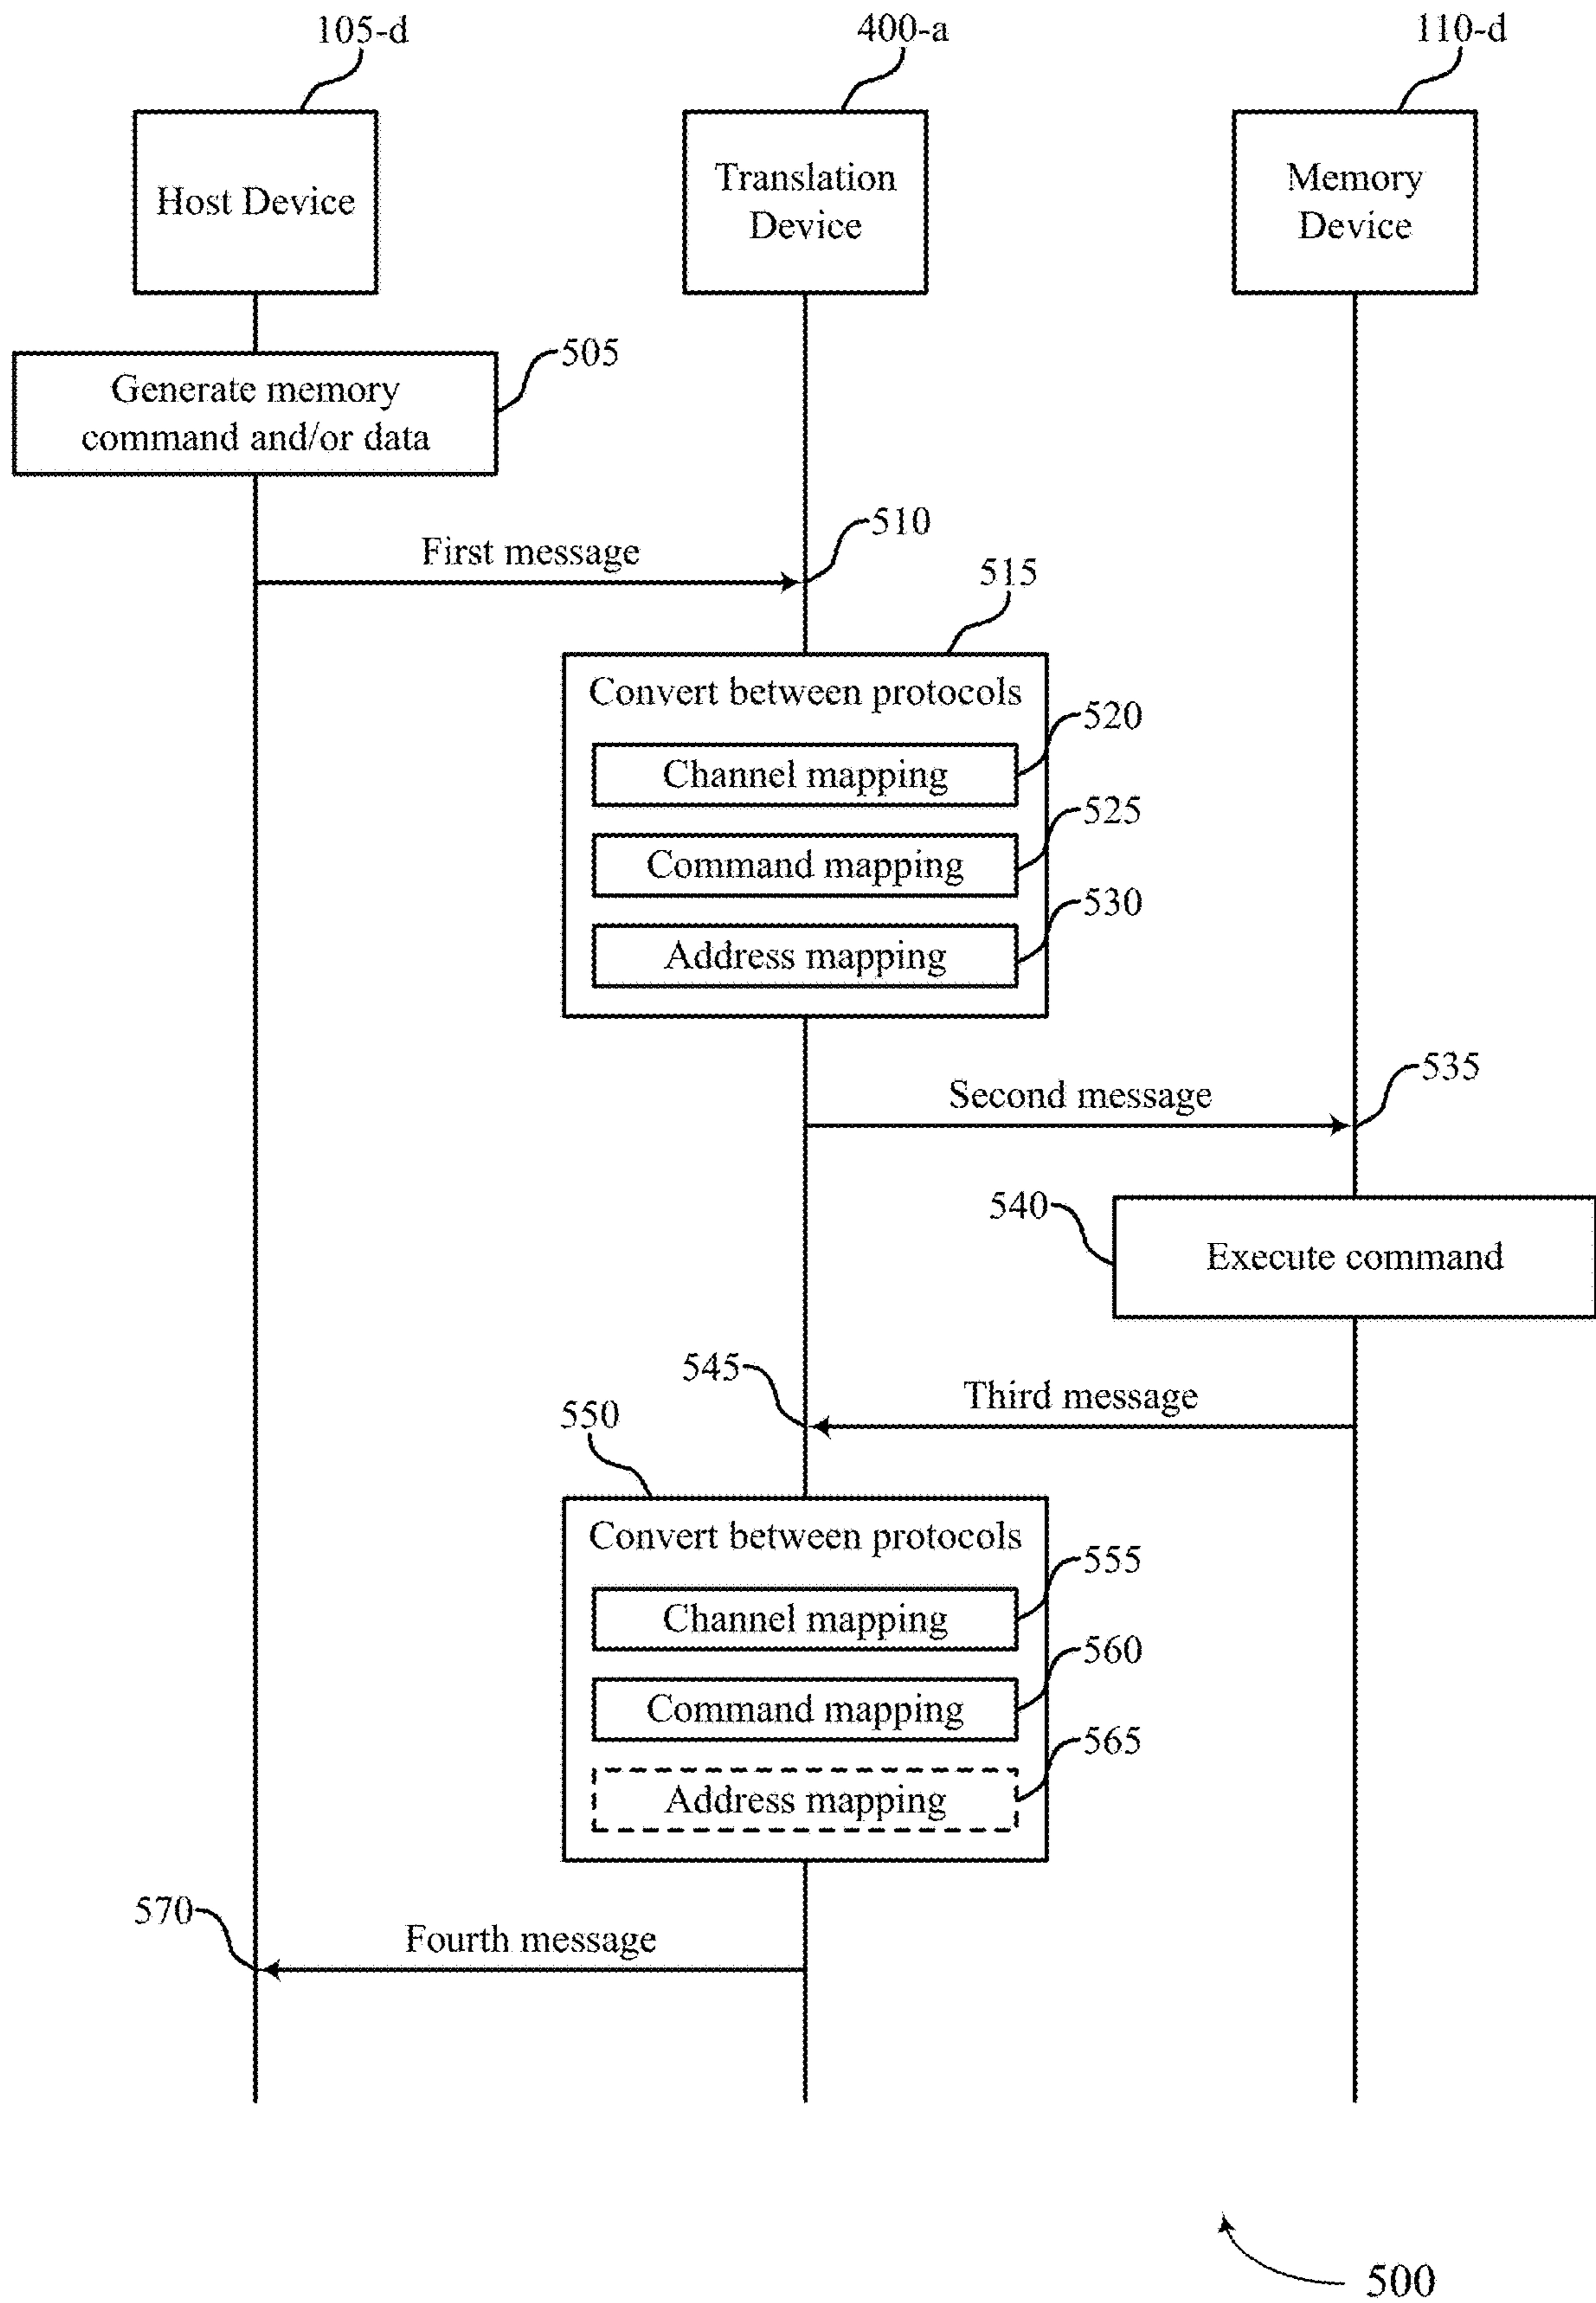 105-d
400-a
110-d
Host Device
Translation
Device
Memory
Device
505
Generate memory
command and/or data
510
First message
515
Convert between protocols
520
Channel mapping
525
Command mapping
530
Address mapping
535
Second message
540
Execute command
545
Third message
550
Convert between protocols
555
Channel mapping
560
Command mapping
565
Address mapping
570
Fourth message
500